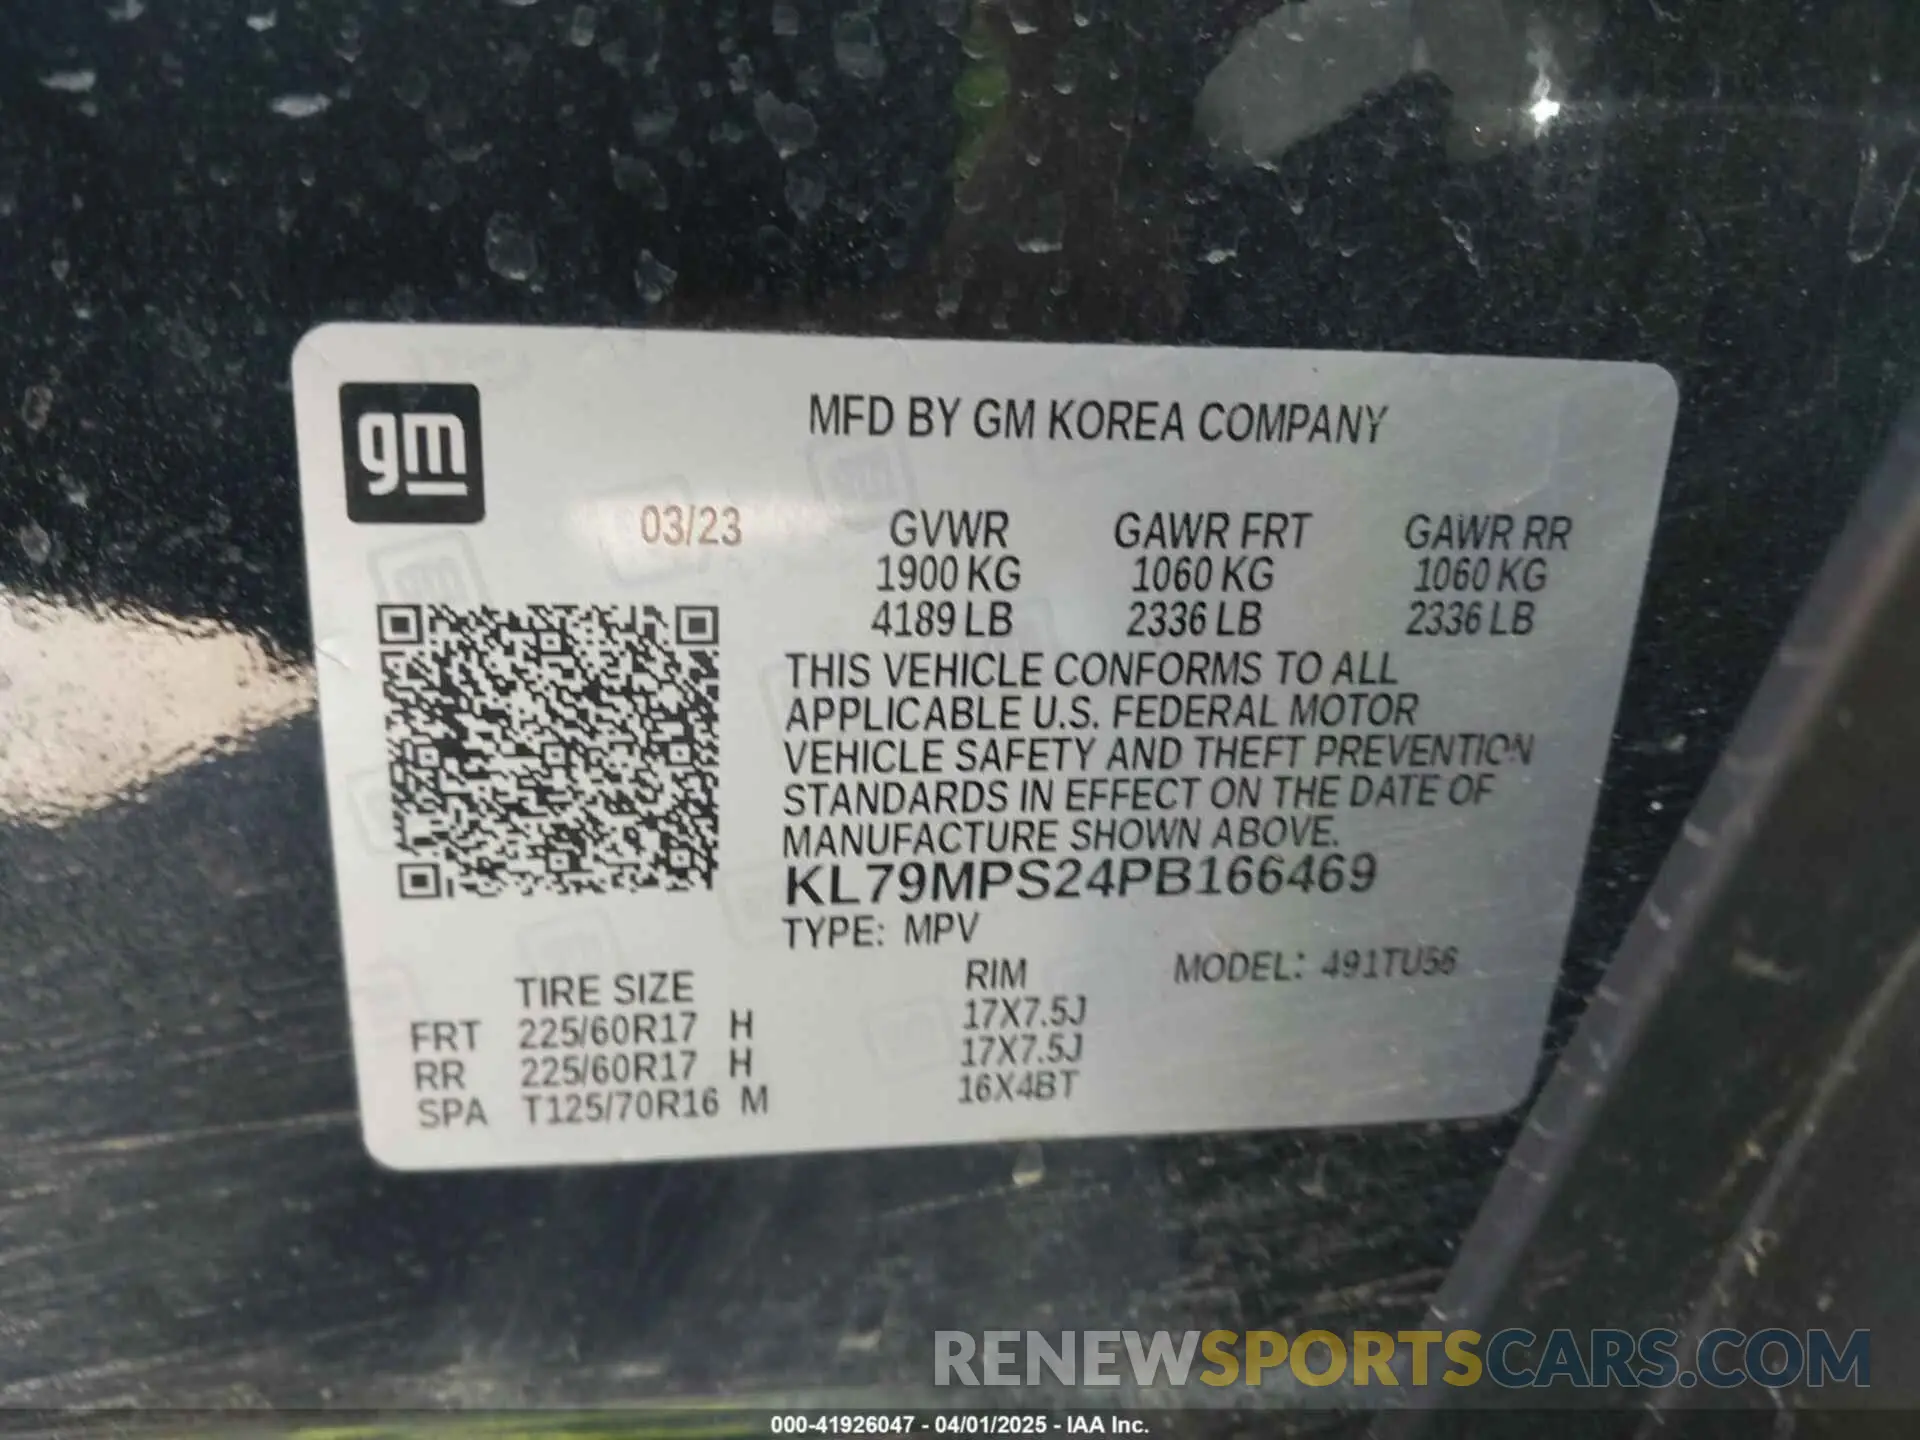 gm
MFD BY GM KOREA COMPANY
03/23 GVWR GAWR FRT GAWR RR
1900 KG 1060 KG 1060 KG
4189 LB 2336 LB 2336 LB
THIS VEHICLE CONFORMS TO ALL
APPLICABLE U.S. FEDERAL MOTOR
VEHICLE SAFETY AND THEFT PREVENTION
STANDARDS IN EFFECT ON THE DATE OF
MANUFACTURE SHOWN ABOVE.
KL79MPS24PB166469
TYPE: MPV
TIRE SIZE RIM MODEL: 491TU56
FRT 225/60R17 H 17X7.5J
RR 225/60R17 H 17X7.5J
SPA T125/70R16 M 16X4BT
RENEWSPORTSCARS.COM
000-41926047 - 04/01/2025 - IAA Inc.